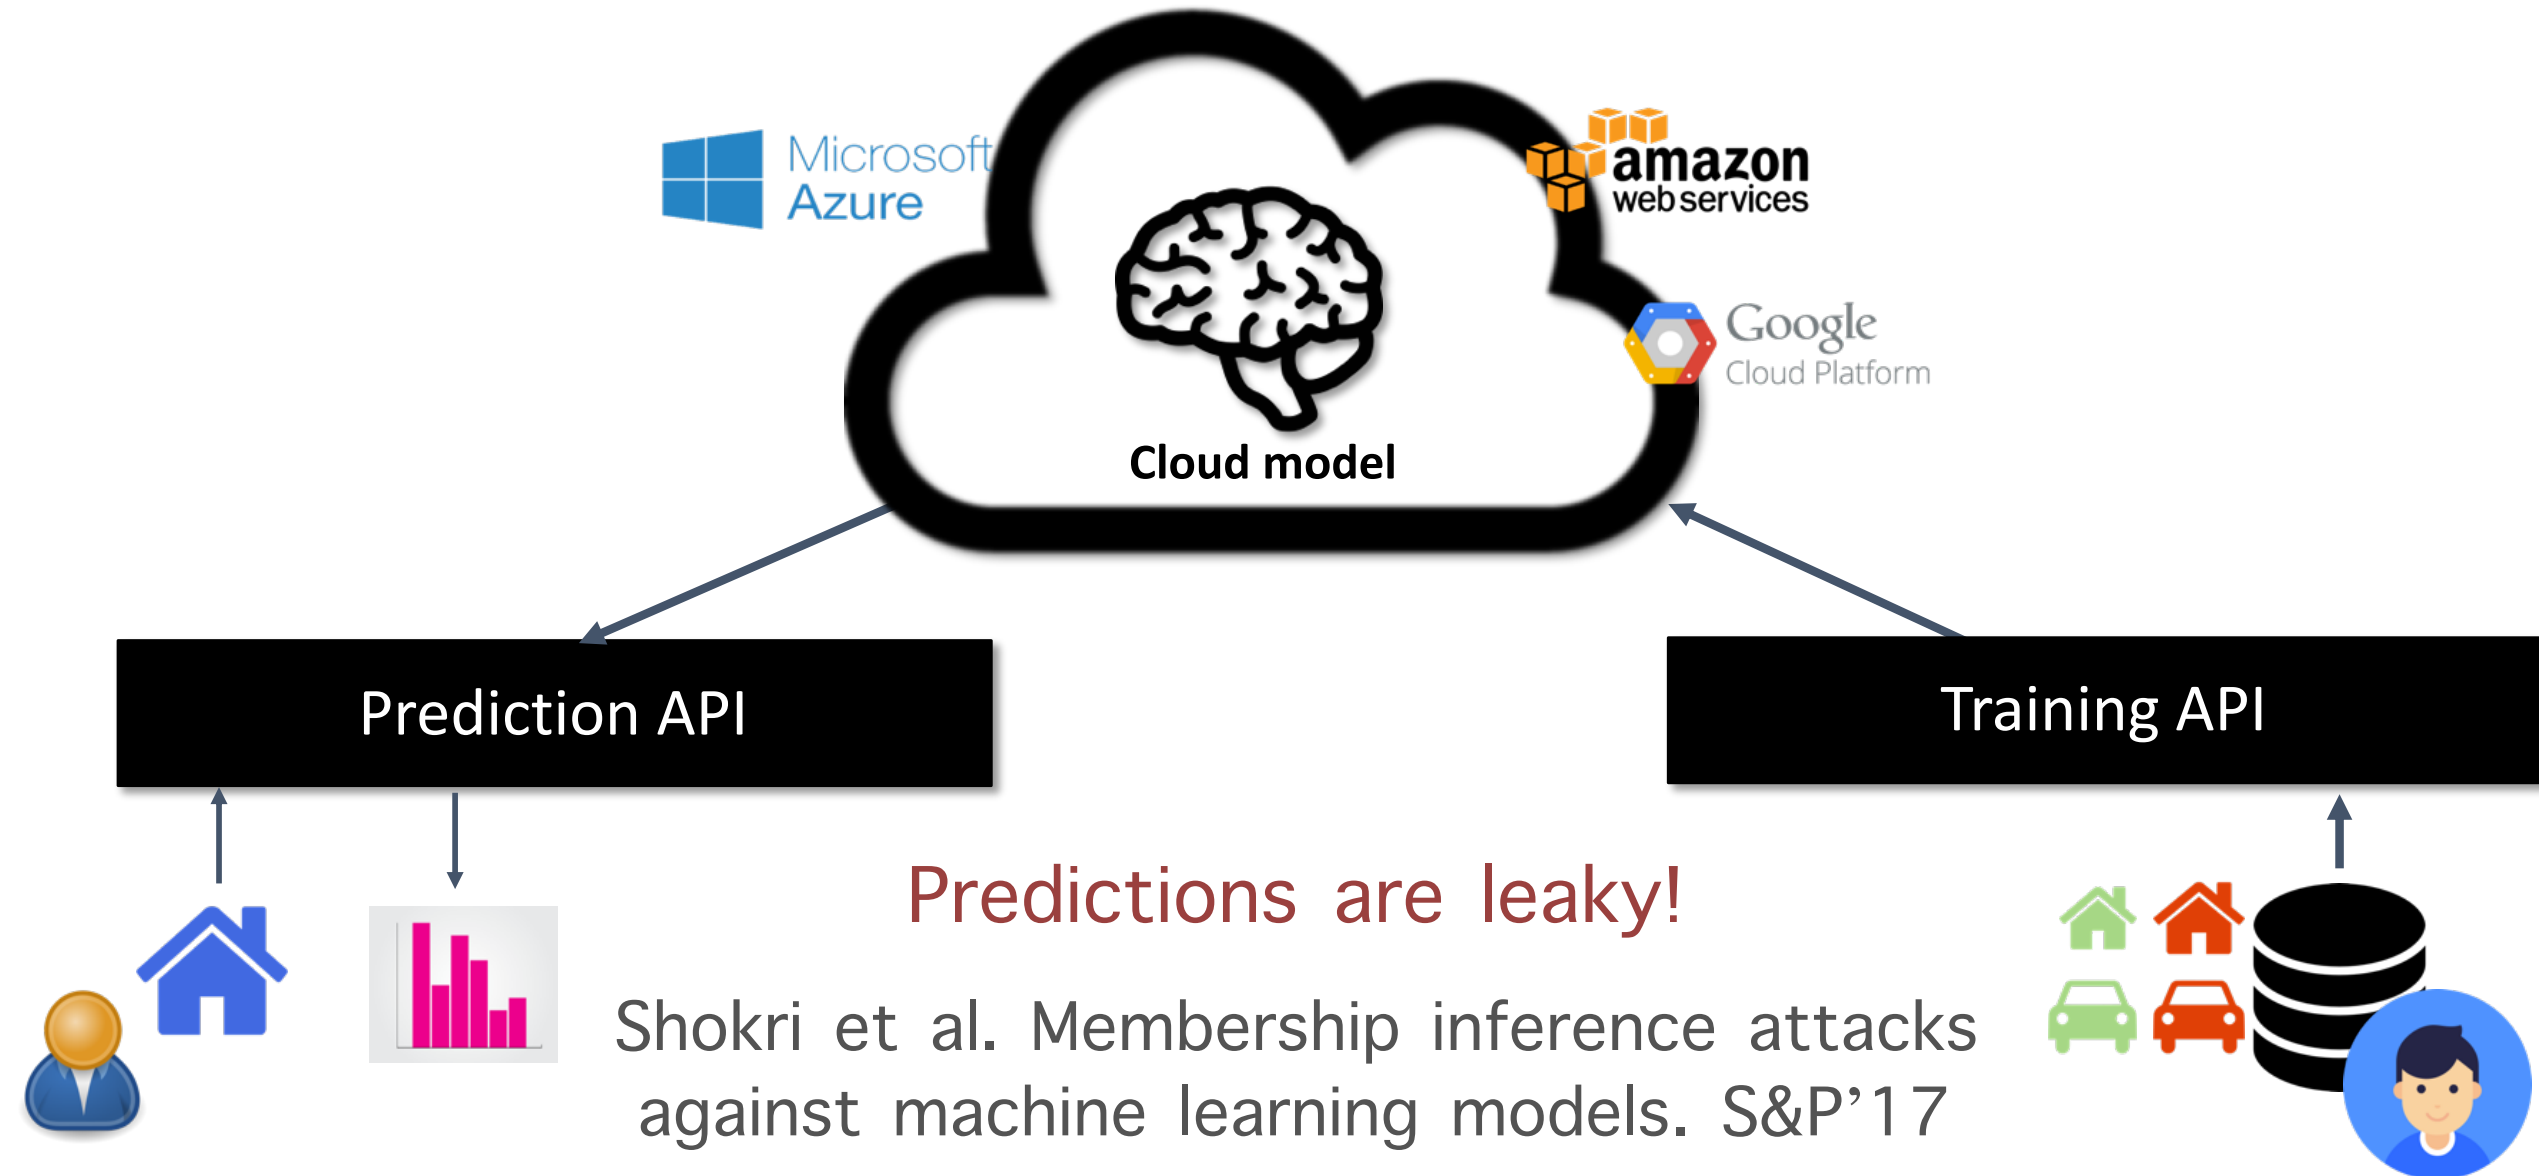 Microsoft
Azure
amazon
web services
Google
Cloud Platform
Cloud model
Prediction API
Training API
Predictions are leaky!
Shokri et al. Membership inference attacks
against machine learning models. S&P’17